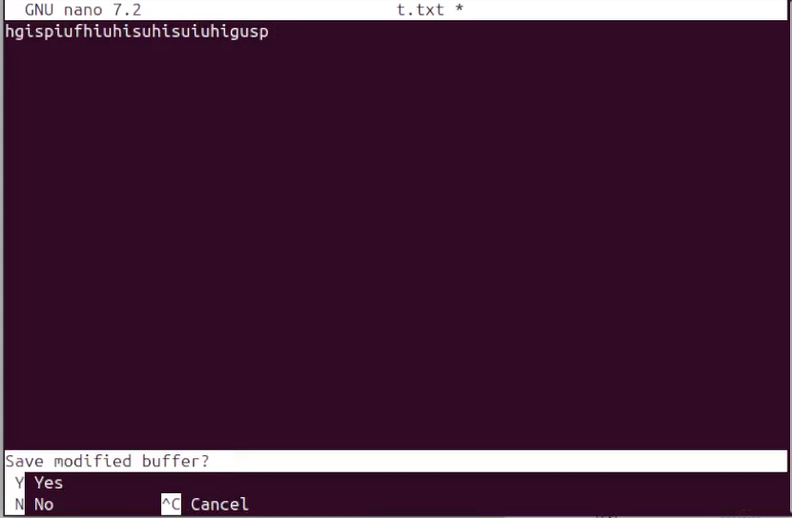 GNU nano 7.2 t.txt *
hgispiufhiuhisuhisuiuhigusp
Save modified buffer?
Y Yes
N No ^C Cancel